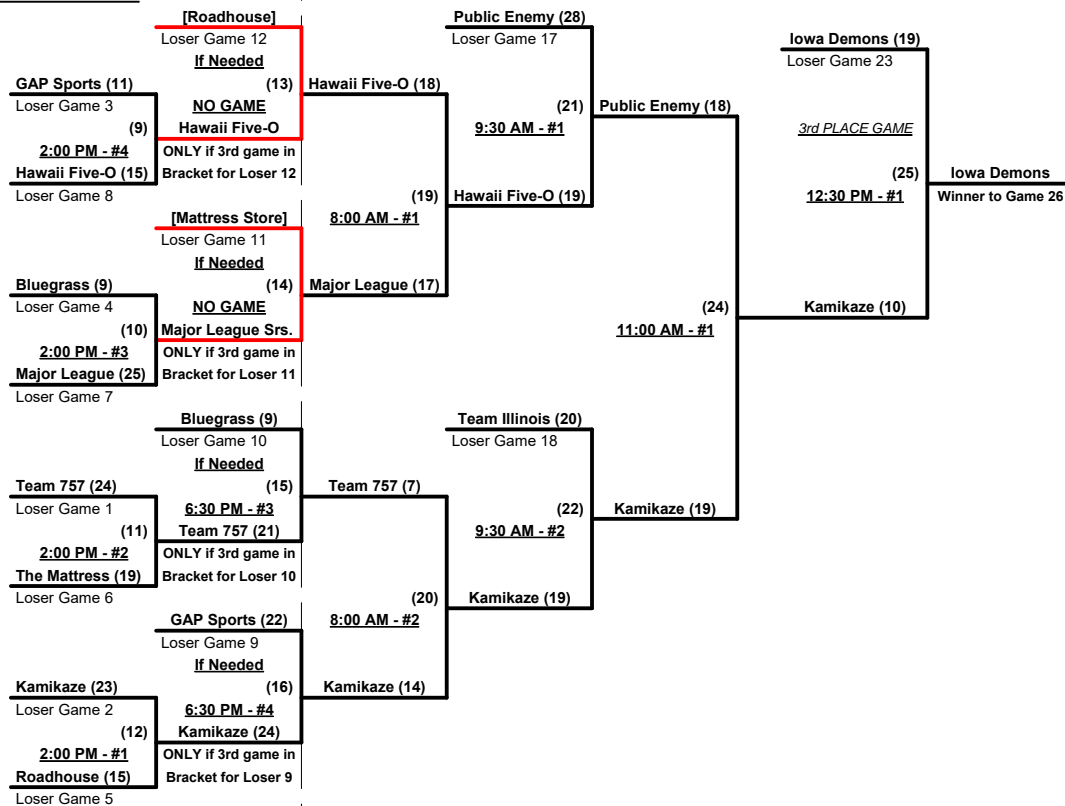 [Roadhouse]
Loser Game 12
If Needed
GAP Sports (11)
(13)
Loser Game 3
NO GAME
(9)
Hawaii Five-O
2:00 PM - #4
ONLY if 3rd game in
Hawaii Five-O (15)
Bracket for Loser 12
Loser Game 8
[Mattress Store]
Loser Game 11
If Needed
Bluegrass (9)
(14)
Loser Game 4
NO GAME
(10)
Major League Srs.
2:00 PM - #3
ONLY if 3rd game in
Major League (25)
Bracket for Loser 11
Loser Game 7
Bluegrass (9)
Loser Game 10
If Needed
Team 757 (24)
(15)
Loser Game 1
6:30 PM - #3
(11)
Team 757 (21)
2:00 PM - #2
ONLY if 3rd game in
The Mattress (19)
Bracket for Loser 10
Loser Game 6
GAP Sports (22)
Loser Game 9
If Needed
Kamikaze (23)
(16)
Loser Game 2
6:30 PM - #4
(12)
Kamikaze (24)
2:00 PM - #1
ONLY if 3rd game in
Roadhouse (15)
Bracket for Loser 9
Loser Game 5
Hawaii Five-O (18)
(19)
8:00 AM - #1
Major League (17)
Team 757 (7)
(20)
8:00 AM - #2
Kamikaze (14)
Public Enemy (28)
Loser Game 17
(21)
9:30 AM - #1
Hawaii Five-O (19)
Team Illinois (20)
Loser Game 18
(22)
9:30 AM - #2
Kamikaze (19)
Public Enemy (18)
(24)
11:00 AM - #1
Kamikaze (19)
Iowa Demons (19)
Loser Game 23
3rd PLACE GAME
(25)
12:30 PM - #1
Kamikaze (10)
Iowa Demons
Winner to Game 26